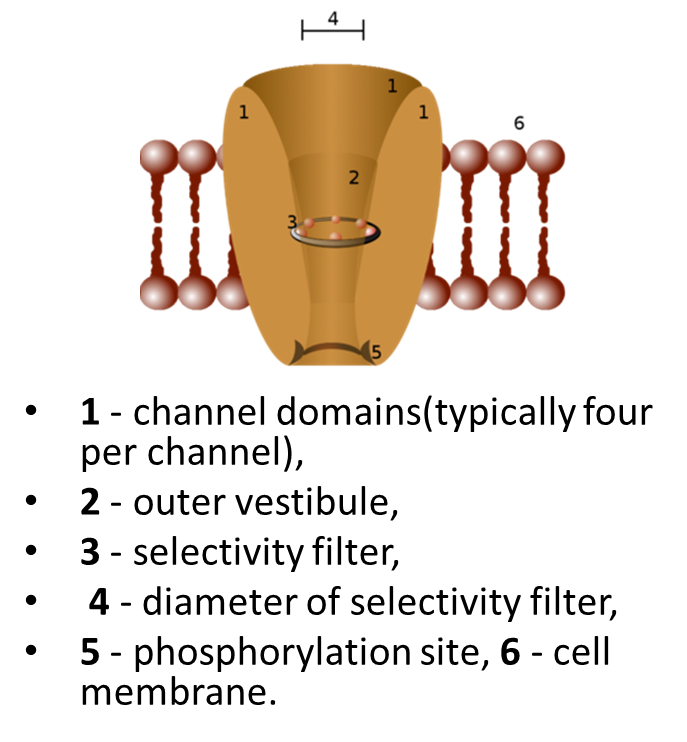 4
1
1 1
6
2
3
5
• 1 - channel domains(typically four
per channel),
• 2 - outer vestibule,
• 3 - selectivity filter,
• 4 - diameter of selectivity filter,
• 5 - phosphorylation site, 6 - cell
membrane.